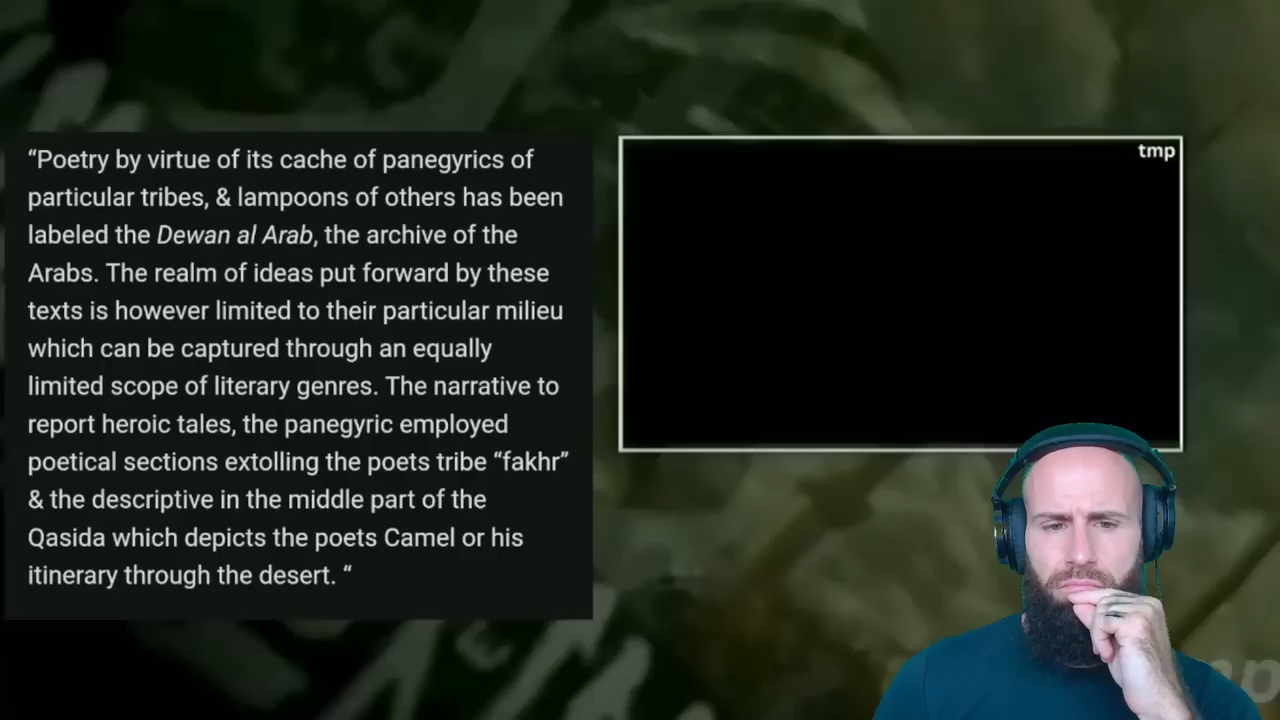 “Poetry by virtue of its cache of panegyrics of
particular tribes, & lampoons of others has been
labeled the Dewan al Arab, the archive of the
Arabs. The realm of ideas put forward by these
texts is however limited to their particular milieu
which can be captured through an equally
limited scope of literary genres. The narrative to
report heroic tales, the panegyric employed
poetical sections extolling the poets tribe “fakhr”
& the descriptive in the middle part of the
Qasida which depicts the poets Camel or his
itinerary through the desert. “
tmp